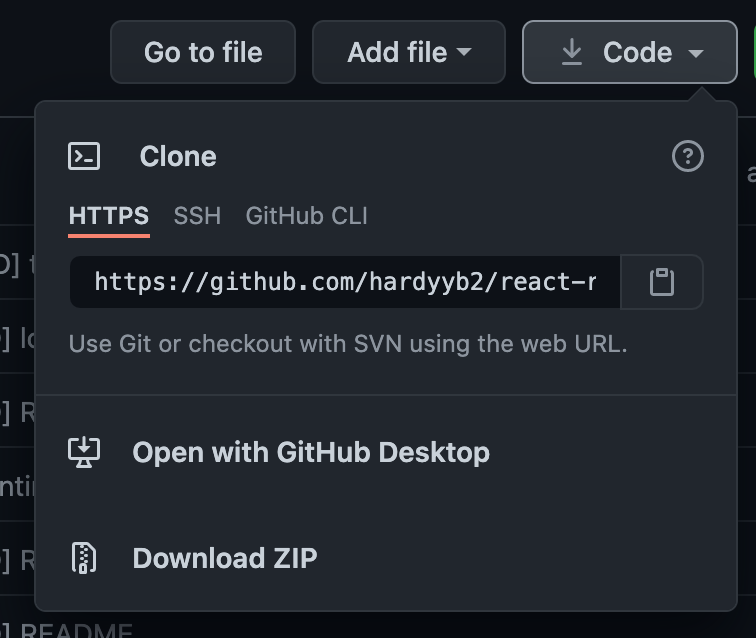 Go to file Add file Code
Clone
HTTPS SSH GitHub CLI
https://github.com/hardyyb2/react-r
Use Git or checkout with SVN using the web URL.
Open with GitHub Desktop
Download ZIP
] README